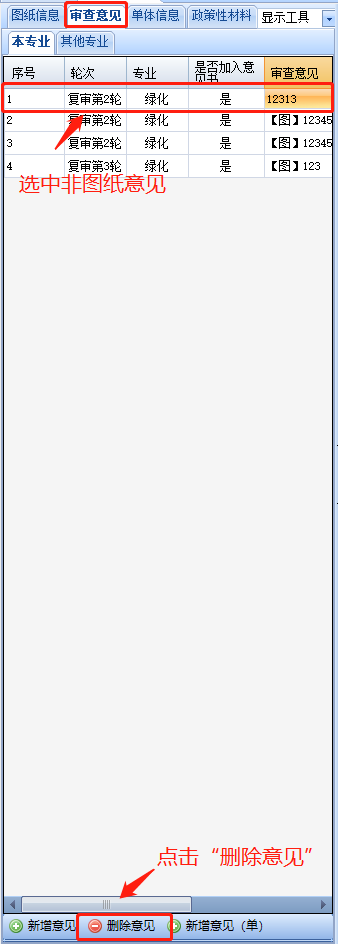 图纸信息 审查意见 单体信息 政策性材料 显示工具
本专业 其他专业
序号 轮次 专业 是否加入意见书 审查意见
1 复审第2轮 绿化 是 12313
2 复审第2轮 绿化 是 【图】12345
3 复审第2轮 绿化 是 【图】12345
4 复审第3轮 绿化 是 【图】123
选中非图纸意见
点击“删除意见”
新增意见 删除意见 新增意见（单）